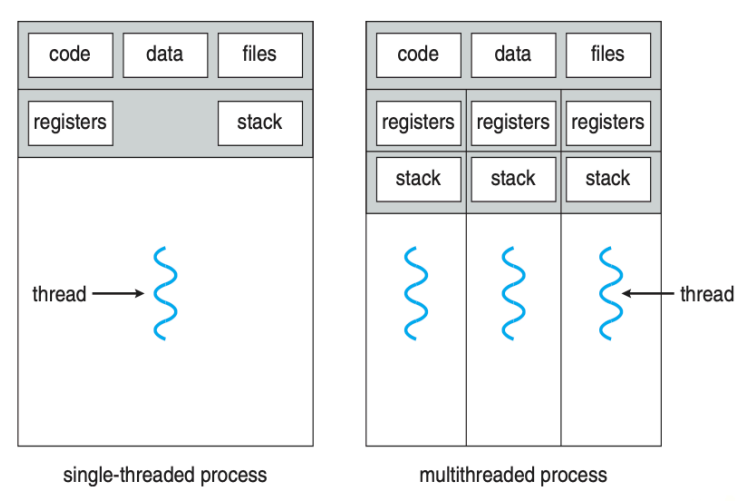 code data files
registers stack
thread
single-threaded process
code data files
registers registers registers
stack stack stack
thread
multithreaded process